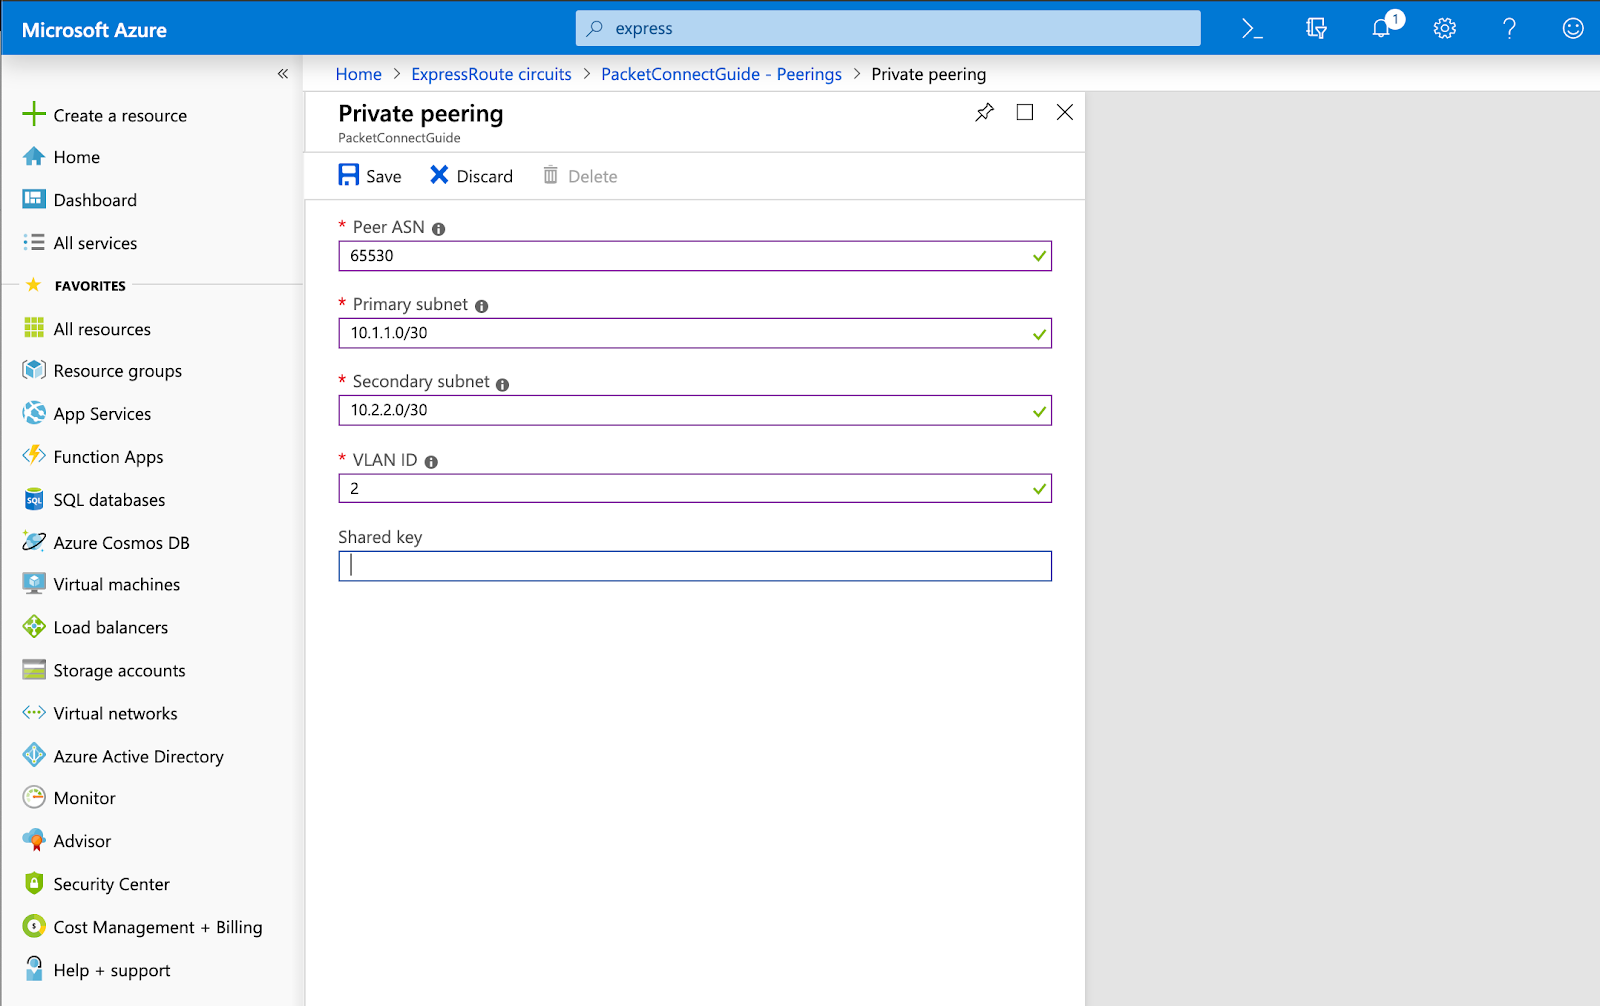 Microsoft Azure
express
1
Home > ExpressRoute circuits > PacketConnectGuide - Peerings > Private peering
Create a resource
Home
Dashboard
All services
FAVORITES
All resources
Resource groups
App Services
Function Apps
SQL databases
Azure Cosmos DB
Virtual machines
Load balancers
Storage accounts
Virtual networks
Azure Active Directory
Monitor
Advisor
Security Center
Cost Management + Billing
Help + support
Private peering
PacketConnectGuide
Save Discard Delete
* Peer ASN
65530
* Primary subnet
10.1.1.0/30
* Secondary subnet
10.2.2.0/30
* VLAN ID
2
Shared key